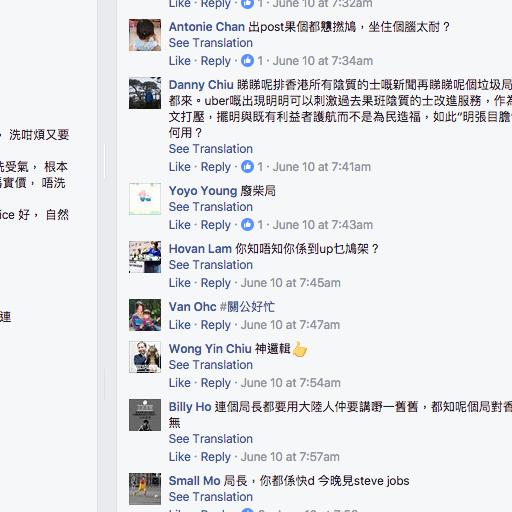 Like · Reply · 1 · June 10 at 7:32am
Antonie Chan 出post果個都戇撚鳩,坐住個腦太耐?
See Translation
Like · Reply · 1 · June 10 at 7:34am
Danny Chiu 睇睇呢排香港所有陰質的士嘅新聞再睇睇呢個垃圾局
都來。uber嘅出現明明可以刺激過去果班陰質的士改進服務,作為
文打壓,擺明與既有利益者護航而不是為民造福,如此“明張目膽
何用?
See Translation
Like · Reply · 1 · June 10 at 7:41am
Yoyo Young 廢柴局
See Translation
Like · Reply · 1 · June 10 at 7:43am
Hovan Lam 你知唔知你係到up乜鳩架?
See Translation
Like · Reply · June 10 at 7:45am
Van Ohc #關公好忙
Like · Reply · June 10 at 7:47am
Wong Yin Chiu 神邏輯👍
See Translation
Like · Reply · June 10 at 7:54am
Billy Ho 連個局長都要用大陸人仲要講嘢一舊舊,都知呢個局對香
無
See Translation
Like · Reply · June 10 at 7:57am
Small Mo 局長,你都係快d 今晚見steve jobs
See Translation
,洗咁煩又要
洗受氣, 根本
實價, 唔洗
ice 好, 自然
連